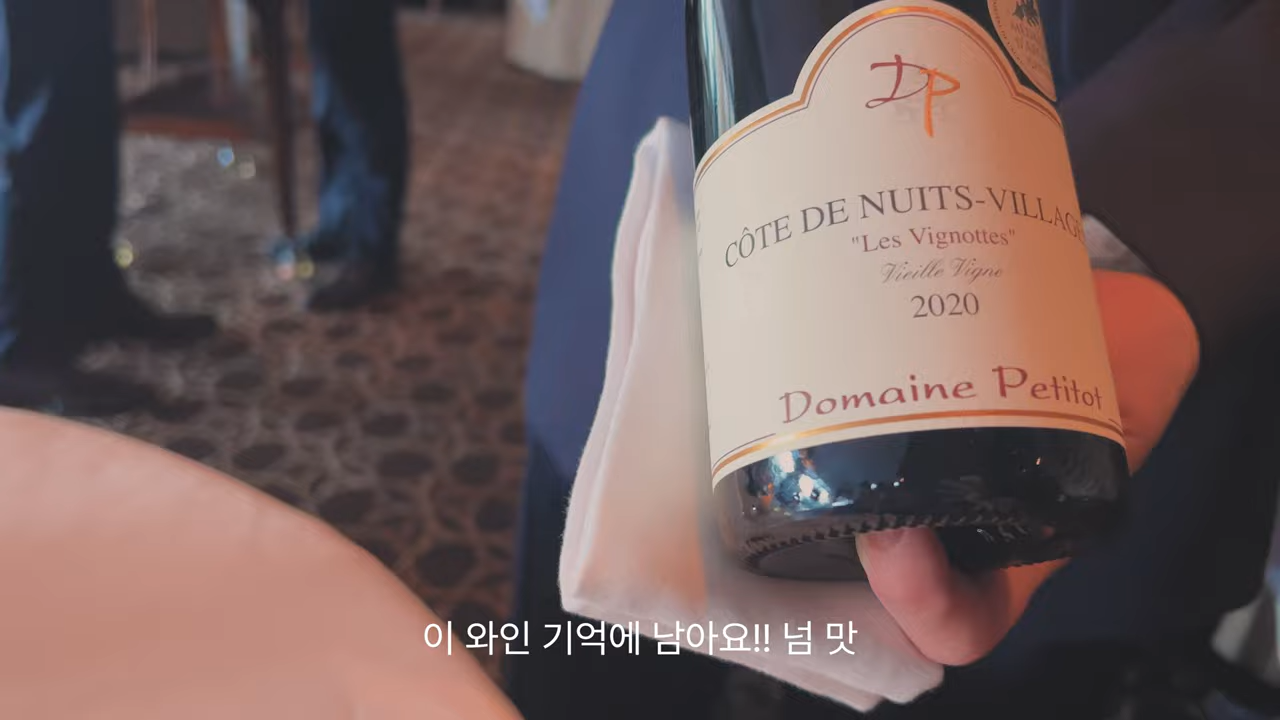 DP
CÔTE DE NUITS-VILLAGE
"Les Vignottes"
Vieille Vigne
2020
Domaine Petitot
이 와인 기억에 남아요!! 넘 맛